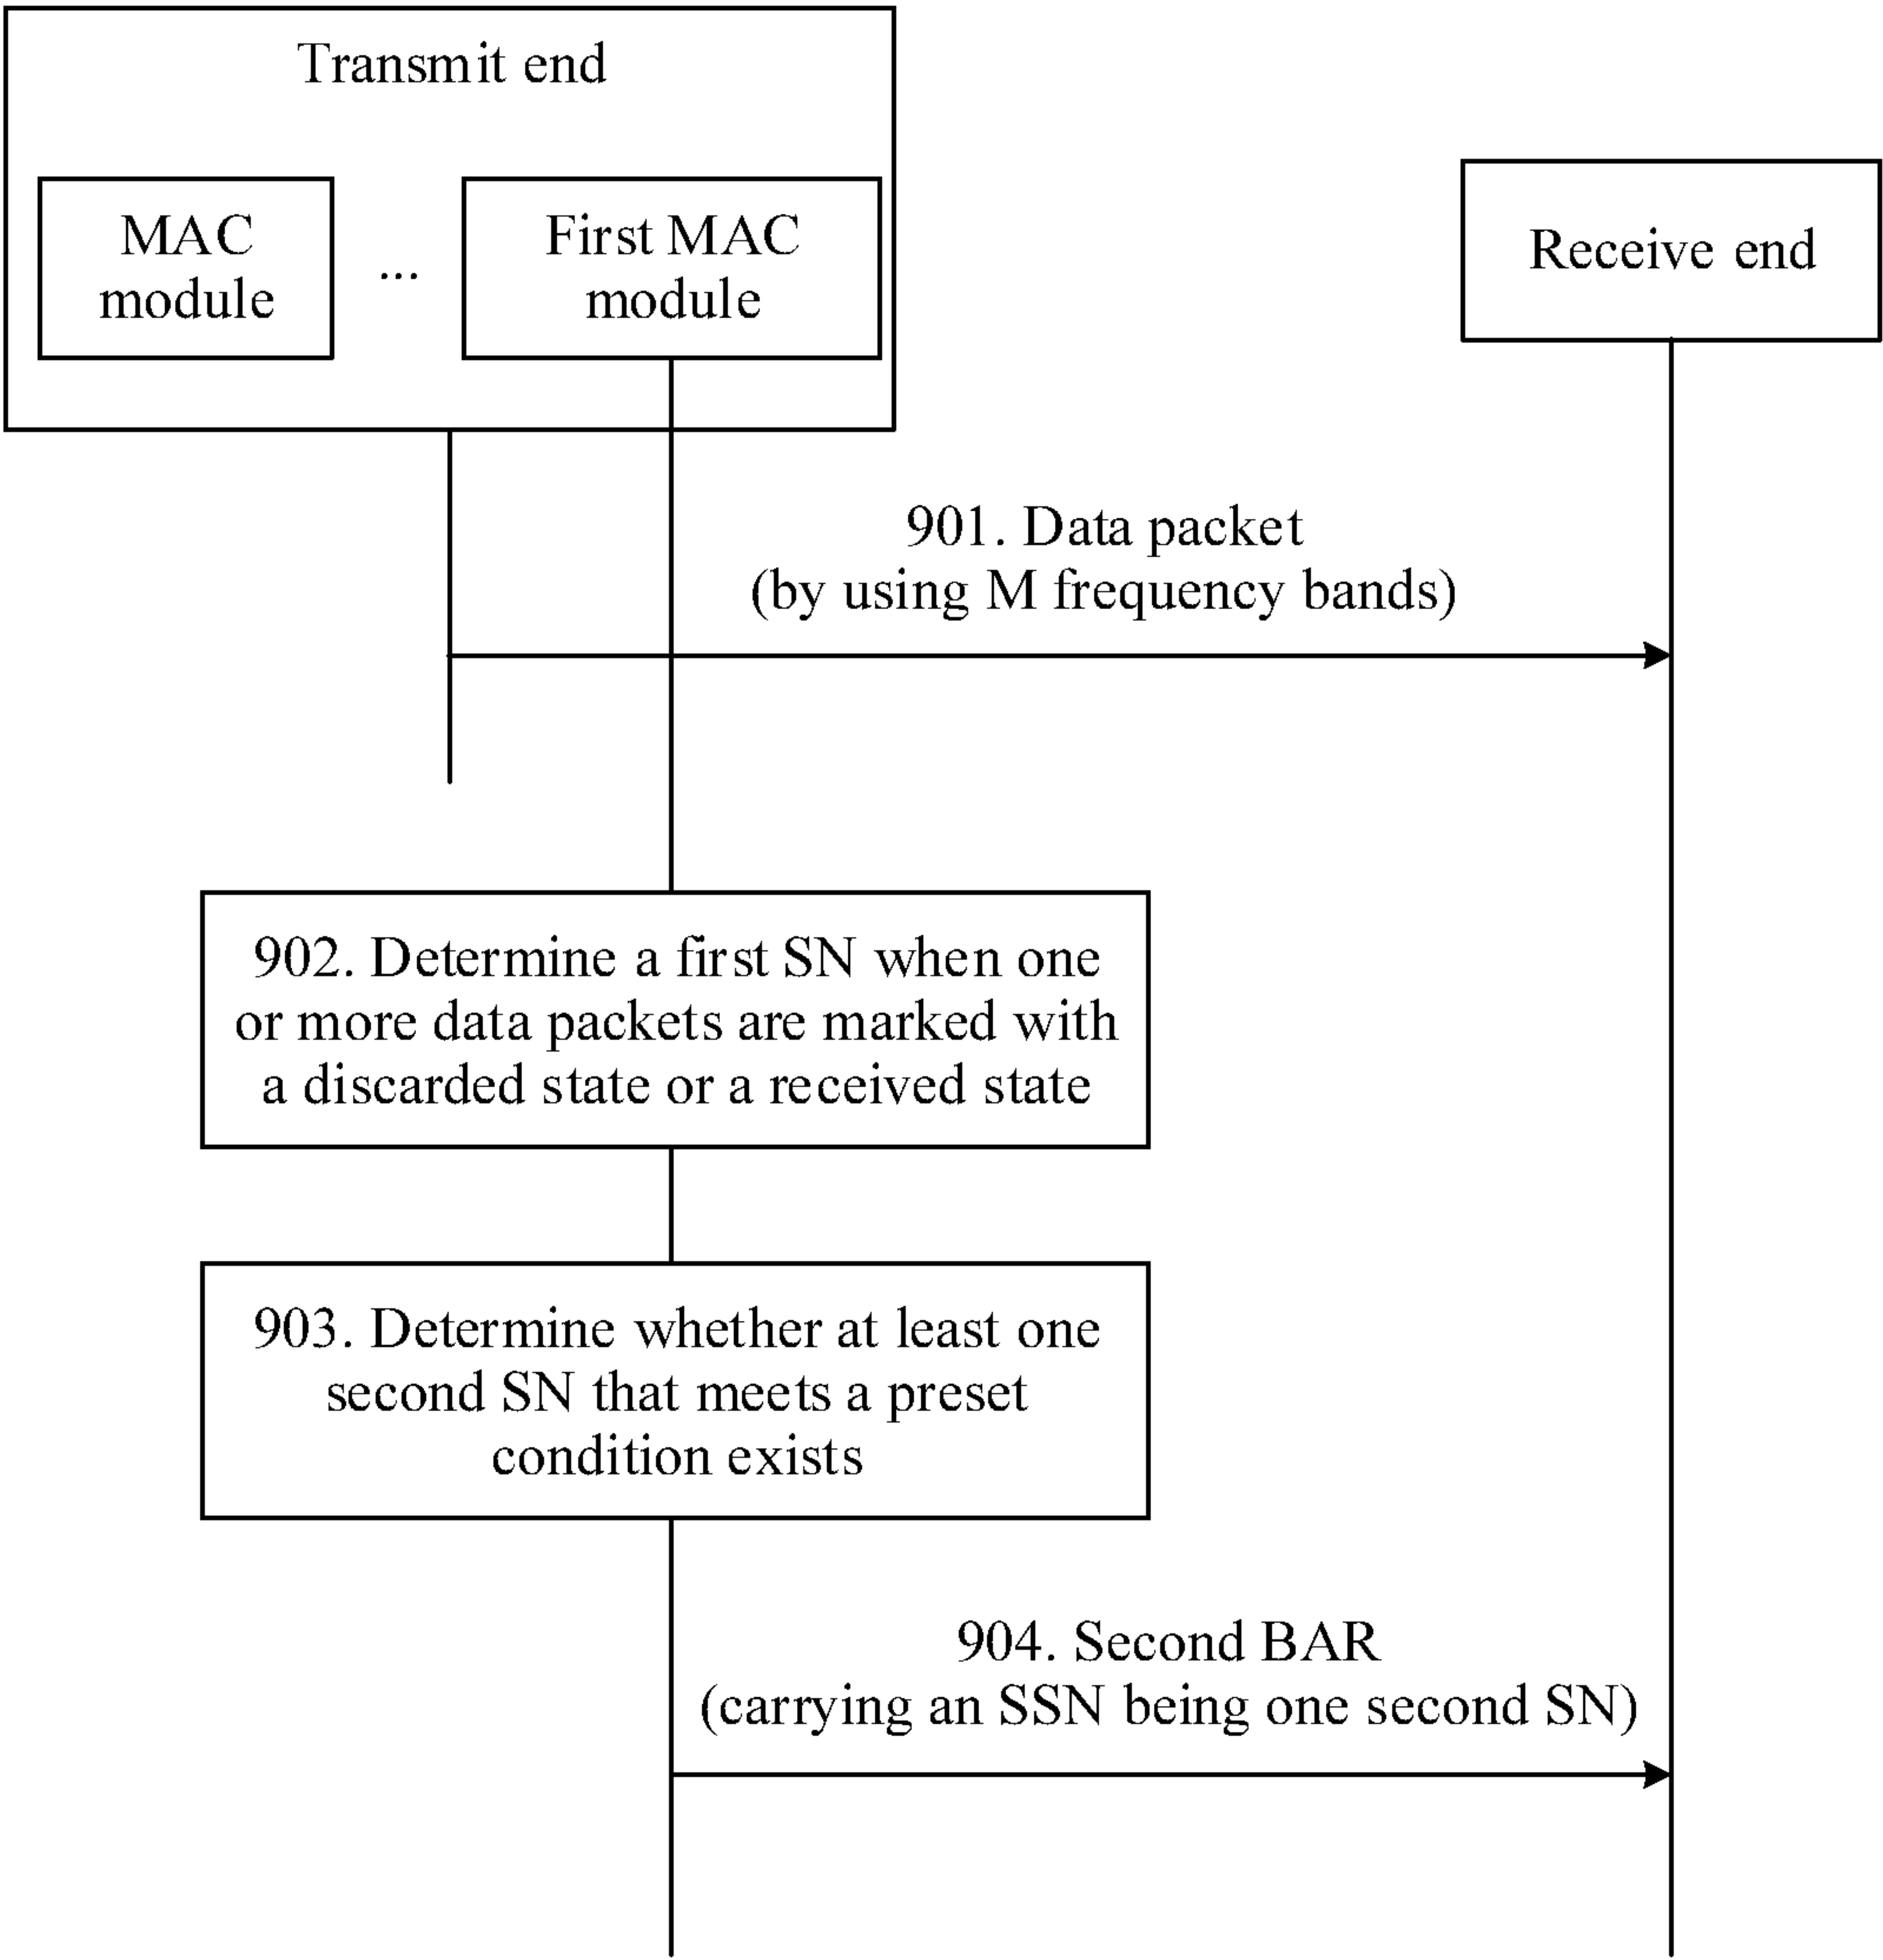 Transmit end
MAC
module
...
First MAC
module
Receive end
901. Data packet
(by using M frequency bands)
902. Determine a first SN when one
or more data packets are marked with
a discarded state or a received state
903. Determine whether at least one
second SN that meets a preset
condition exists
904. Second BAR
(carrying an SSN being one second SN)